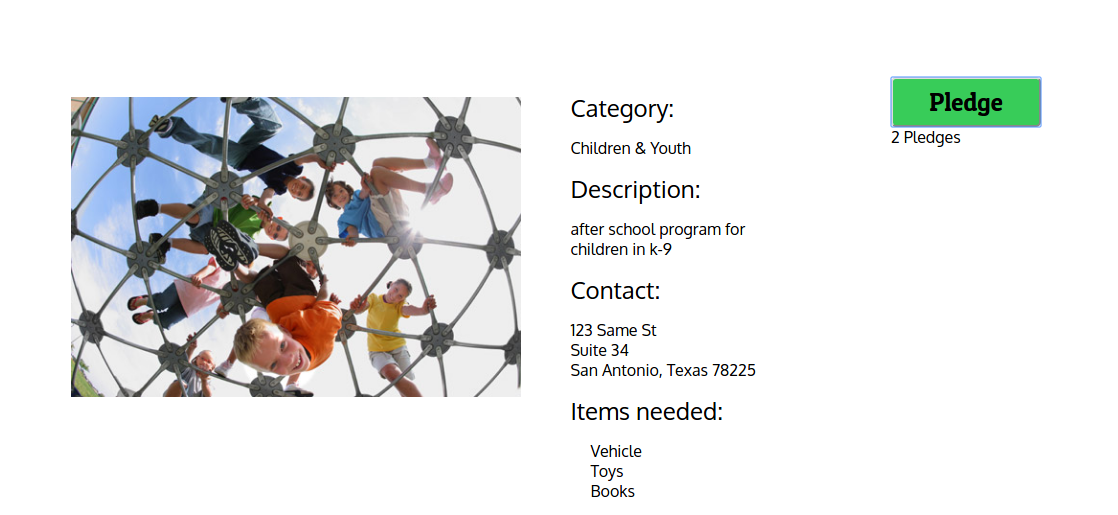 Pledge
2 Pledges
Category:
Children & Youth
Description:
after school program for
children in k-9
Contact:
123 Same St
Suite 34
San Antonio, Texas 78225
Items needed:
Vehicle
Toys
Books